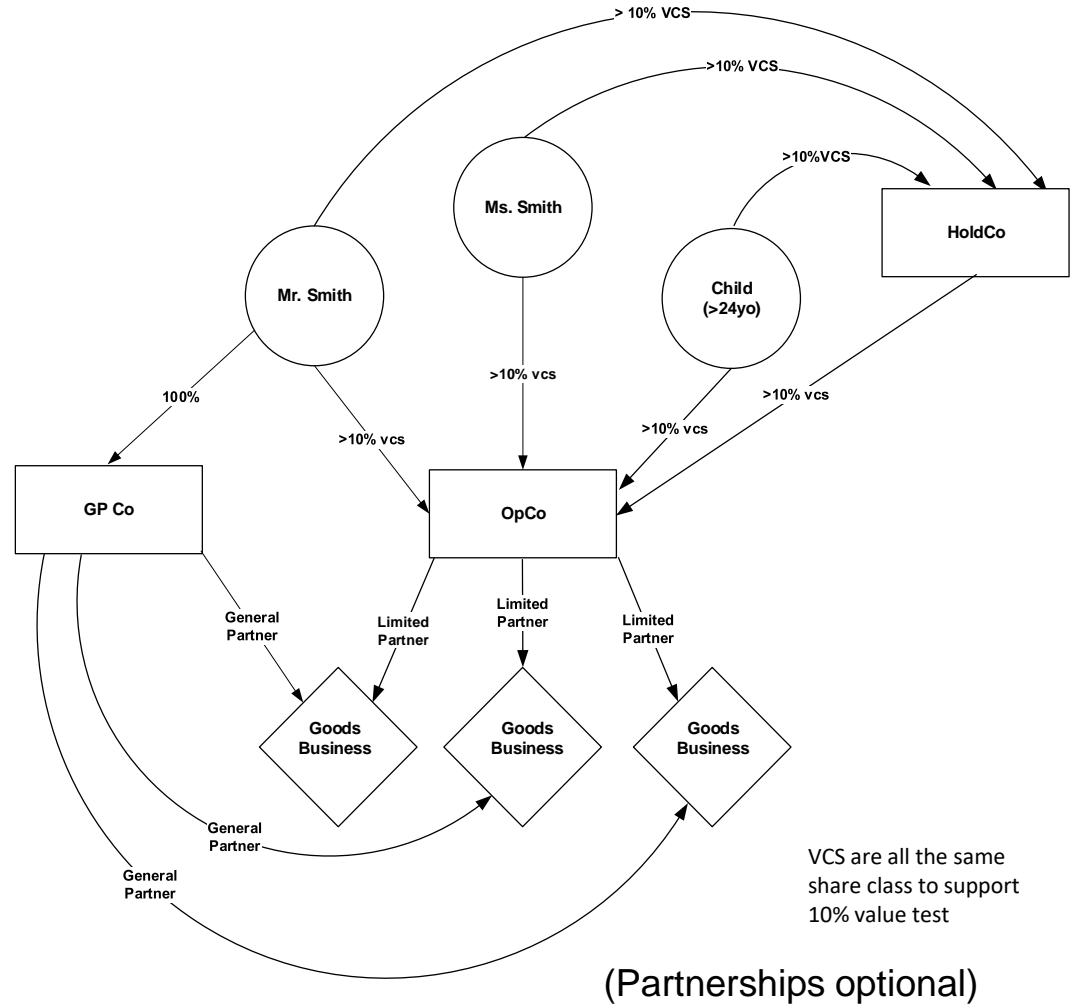 > 10% VCS
>10% VCS
>10%VCS
Ms. Smith
HoldCo
Mr. Smith
Child
(>24yo)
>10% vcs
100%
>10% vcs
>10% vcs
>10% vcs
GP Co
OpCo
General
Partner
Limited
Partner
Limited
Partner
Limited
Partner
Goods
Business
Goods
Business
Goods
Business
General
Partner
General
Partner
VCS are all the same
share class to support
10% value test
(Partnerships optional)